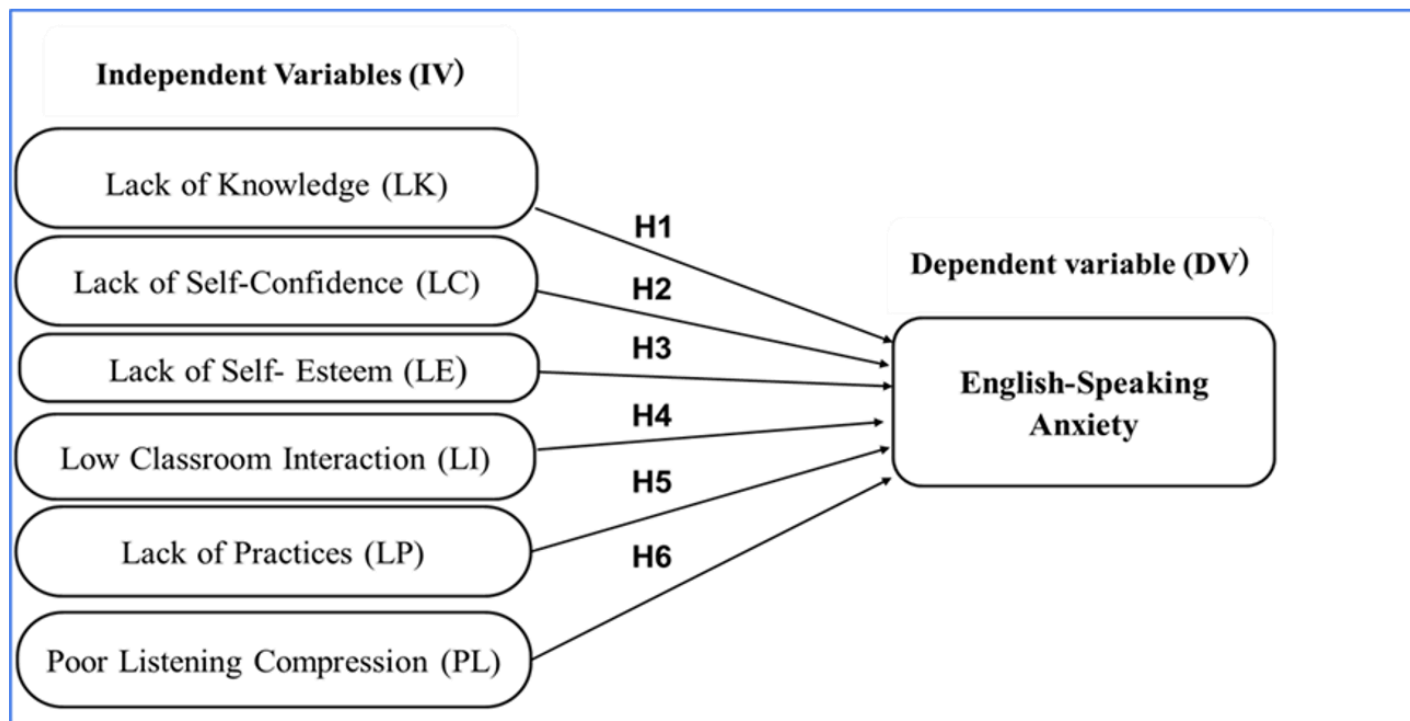 Independent Variables (IV)
Lack of Knowledge (LK)
Lack of Self-Confidence (LC)
Lack of Self- Esteem (LE)
Low Classroom Interaction (LI)
Lack of Practices (LP)
Poor Listening Compression (PL)
H1
H2
H3
H4
H5
H6
Dependent variable (DV)
English-Speaking
Anxiety